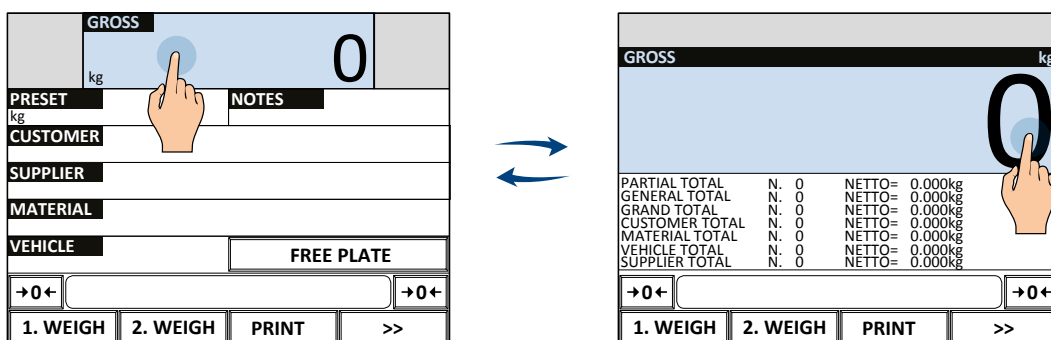 GROSS
0
kg
PRESET
NOTES
kg
CUSTOMER
SUPPLIER
MATERIAL
VEHICLE
FREE PLATE
→0←
→0←
1. WEIGH
2. WEIGH
PRINT
>>
GROSS
kg
0
PARTIAL TOTAL N. 0 NETTO= 0.000kg
GENERAL TOTAL N. 0 NETTO= 0.000kg
GRAND TOTAL N. 0 NETTO= 0.000kg
CUSTOMER TOTAL N. 0 NETTO= 0.000kg
MATERIAL TOTAL N. 0 NETTO= 0.000kg
VEHICLE TOTAL N. 0 NETTO= 0.000kg
SUPPLIER TOTAL N. 0 NETTO= 0.000kg
→0←
→0←
1. WEIGH
2. WEIGH
PRINT
>>